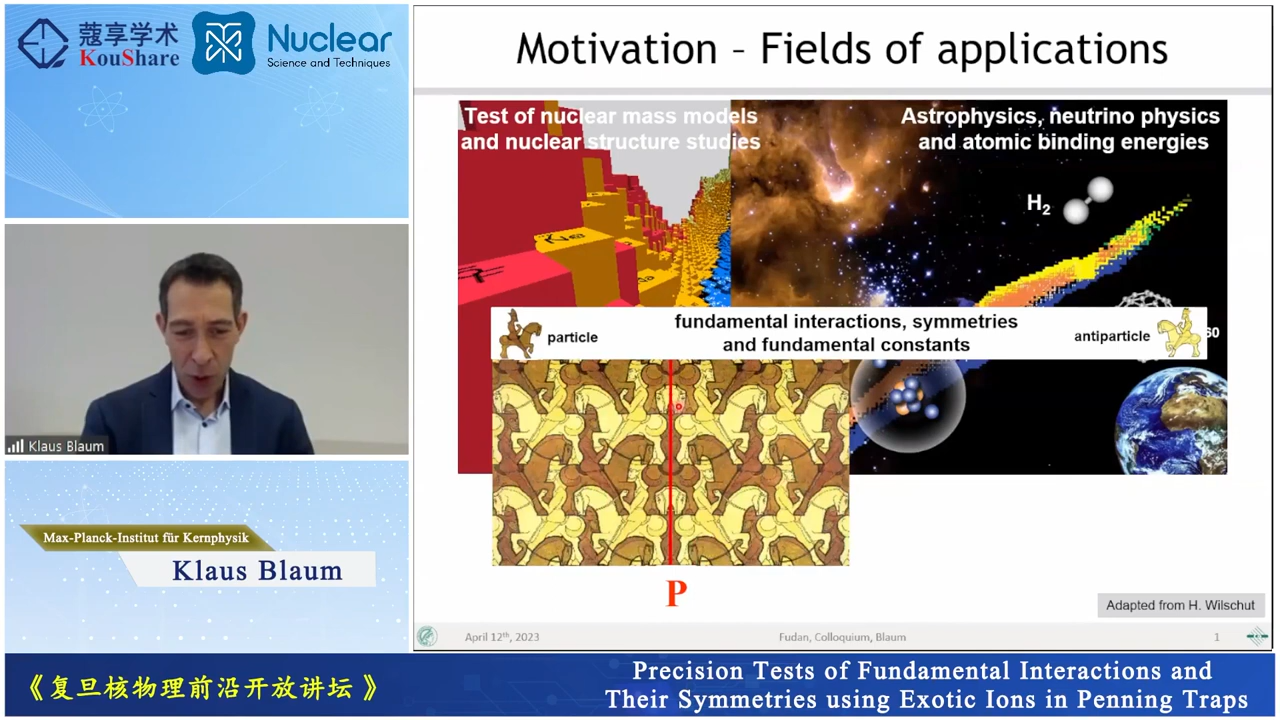 蔻享学术
KouShare
Nuclear
Science and Techniques
Motivation – Fields of applications
Test of nuclear mass models
and nuclear structure studies
Astrophysics, neutrino physics
and atomic binding energies
H2
60
particle
fundamental interactions, symmetries
and fundamental constants
antiparticle
P
Adapted from H. Wilschut
April 12th, 2023
Fudan, Colloquium, Blaum
1
Klaus Blaum
Max-Planck-Institut für Kernphysik
Klaus Blaum
《复旦核物理前沿开放讲坛》
Precision Tests of Fundamental Interactions and
Their Symmetries using Exotic Ions in Penning Traps